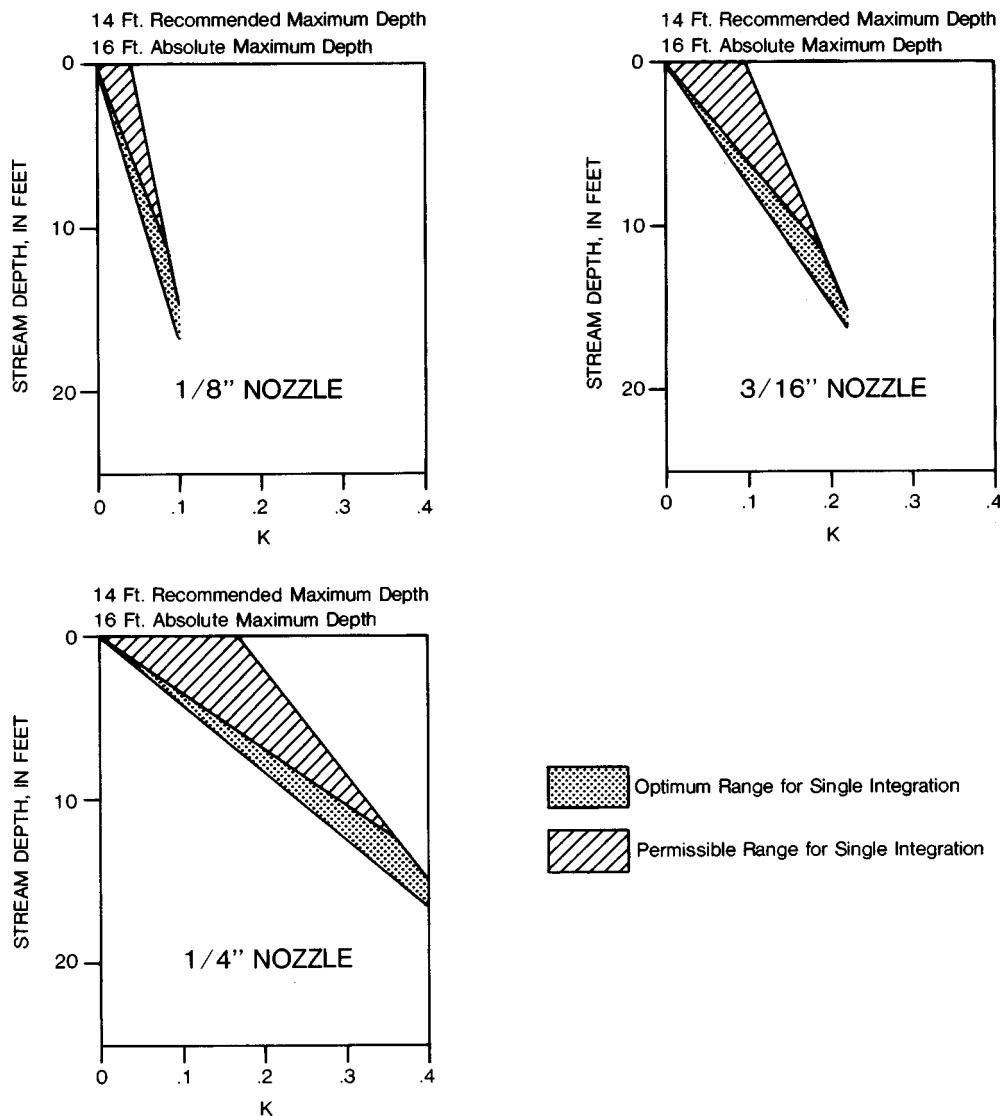 14 Ft. Recommended Maximum Depth
16 Ft. Absolute Maximum Depth
0
10
20
STREAM DEPTH, IN FEET
1/8" NOZZLE
0 .1 .2 .3 .4
K
14 Ft. Recommended Maximum Depth
16 Ft. Absolute Maximum Depth
0
10
20
STREAM DEPTH, IN FEET
3/16" NOZZLE
0 .1 .2 .3 .4
K
14 Ft. Recommended Maximum Depth
16 Ft. Absolute Maximum Depth
0
10
20
STREAM DEPTH, IN FEET
1/4" NOZZLE
0 .1 .2 .3 .4
K
Optimum Range for Single Integration
Permissible Range for Single Integration